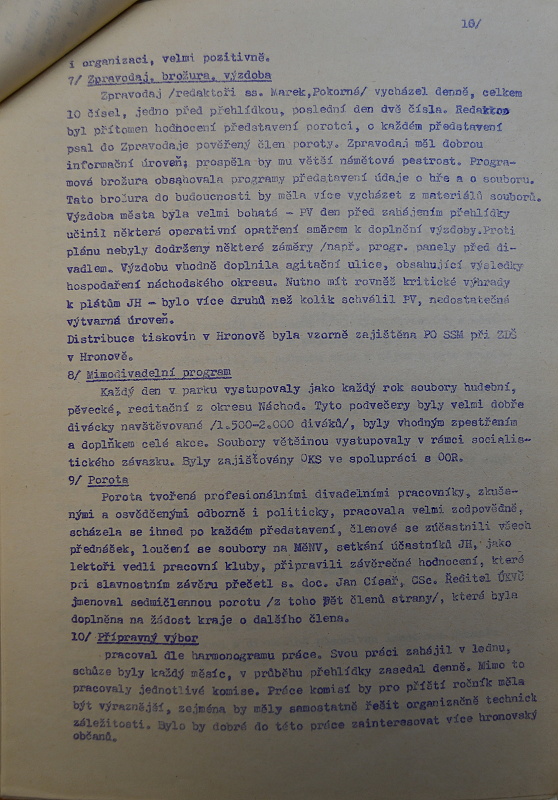 16/
i organizaci, velmi pozitivně.
7/ Zpravodaj, brožura, výzdoba
Zpravodaj /redaktoři ss. Marek,Pokorná/ vycházel denně, celkem
10 čísel, jedno před přehlídkou, poslední den dvě čísla. Redaktor
byl přítomen hodnocení představení porotci, o každém představení
psal do Zpravodaje pověřený člen poroty. Zpravodaj měl dobrou
informační úroveň; prospěla by mu větší námětová pestrost. Progra-
mová brožura obsahovala programy představení údaje o hře a o souboru.
Tato brožura do budoucnosti by měla více vycházet z materiálů souborů.
Výzdoba města byla velmi bohatá – PV den před zahájením přehlídky
učinil některá operativní opatření směrem k doplnění výzdoby.Proti
plánu nebyly dodrženy některé záměry /např. progr. panely před di-
vadlem. Výzdobu vhodně doplnila agitační ulice, obsahující výsledky
hospodaření náchodského okresu. Nutno mít rovněž kritické výhrady
k plátům JH – bylo více druhů než kolik schválil PV, nedostatečná
výtvarná úroveň.
Distribuce tiskovin v Hronově byla vzorně zajištěna PO SSM při ZDŠ
v Hronově.
8/ Mimodivadelní program
Každý den v parku vystupovaly jako každý rok soubory hudební,
pěvecké, recitační z okresu Náchod. Tyto podvečery byly velmi dobře
divácky navštěvované /1.500-2.000 diváků/, byly vhodným zpestřením
a doplňkem celé akce. Soubory většinou vystupovaly v rámci socialis-
tického závazku. Byly zajišťovány OKS ve spolupráci s OOR.
9/ Porota
Porota tvořená profesionálními divadelními pracovníky, zkuše-
nými a osvědčenými odborně i politicky, pracovala velmi zodpovědně,
scházela se ihned po každém představení, členové se zúčastnili všech
přednášek, loučení se soubory na MěNV, setkání účastníků JH, jako
lektoři vedli pracovní kluby, připravili závěrečné hodnocení, které
při slavnostním závěru přečetl s. doc. Jan Císař, CSc. Ředitel ÚKVČ
jmenoval sedmičlennou porotu /z toho pět členů strany/, která byla
doplněna na žádost kraje o dalšího člena.
10/ Přípravný výbor
pracoval dle harmonogramu práce. Svou práci zahájil v lednu,
schůze byly každý měsíc, v průběhu přehlídky zasedal denně. Mimo to
pracovaly jednotlivé komise. Práce komisí by pro příští ročník měla
být výraznější, zejména by měly samostatně řešit organizačně technick
záležitosti. Bylo by dobré do této práce zainteresovat více hronovský
občanů.